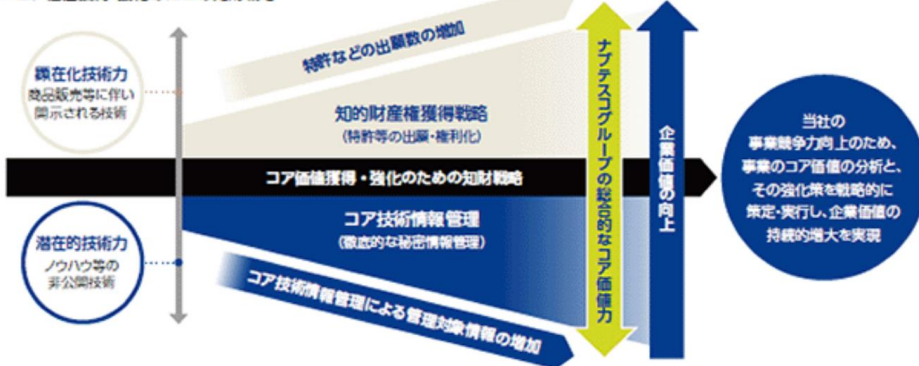 特許などの出願数の増加
顕在化技術力
商品販売等に伴い
開示される技術
知的財産権獲得戦略
(特許等の出願・権利化)
コア価値獲得・強化のための知財戦略
コア技術情報管理
(徹底的な秘密情報管理)
潜在的技術力
ノウハウ等の
非公開技術
コア技術情報管理による管理対象情報の増加
ナブテスコグループの総合的なコア価値力
企業価値の向上
当社の
事業競争力向上のため、
事業のコア価値の分析と、
その強化策を戦略的に
策定・実行し、企業価値の
持続的増大を実現